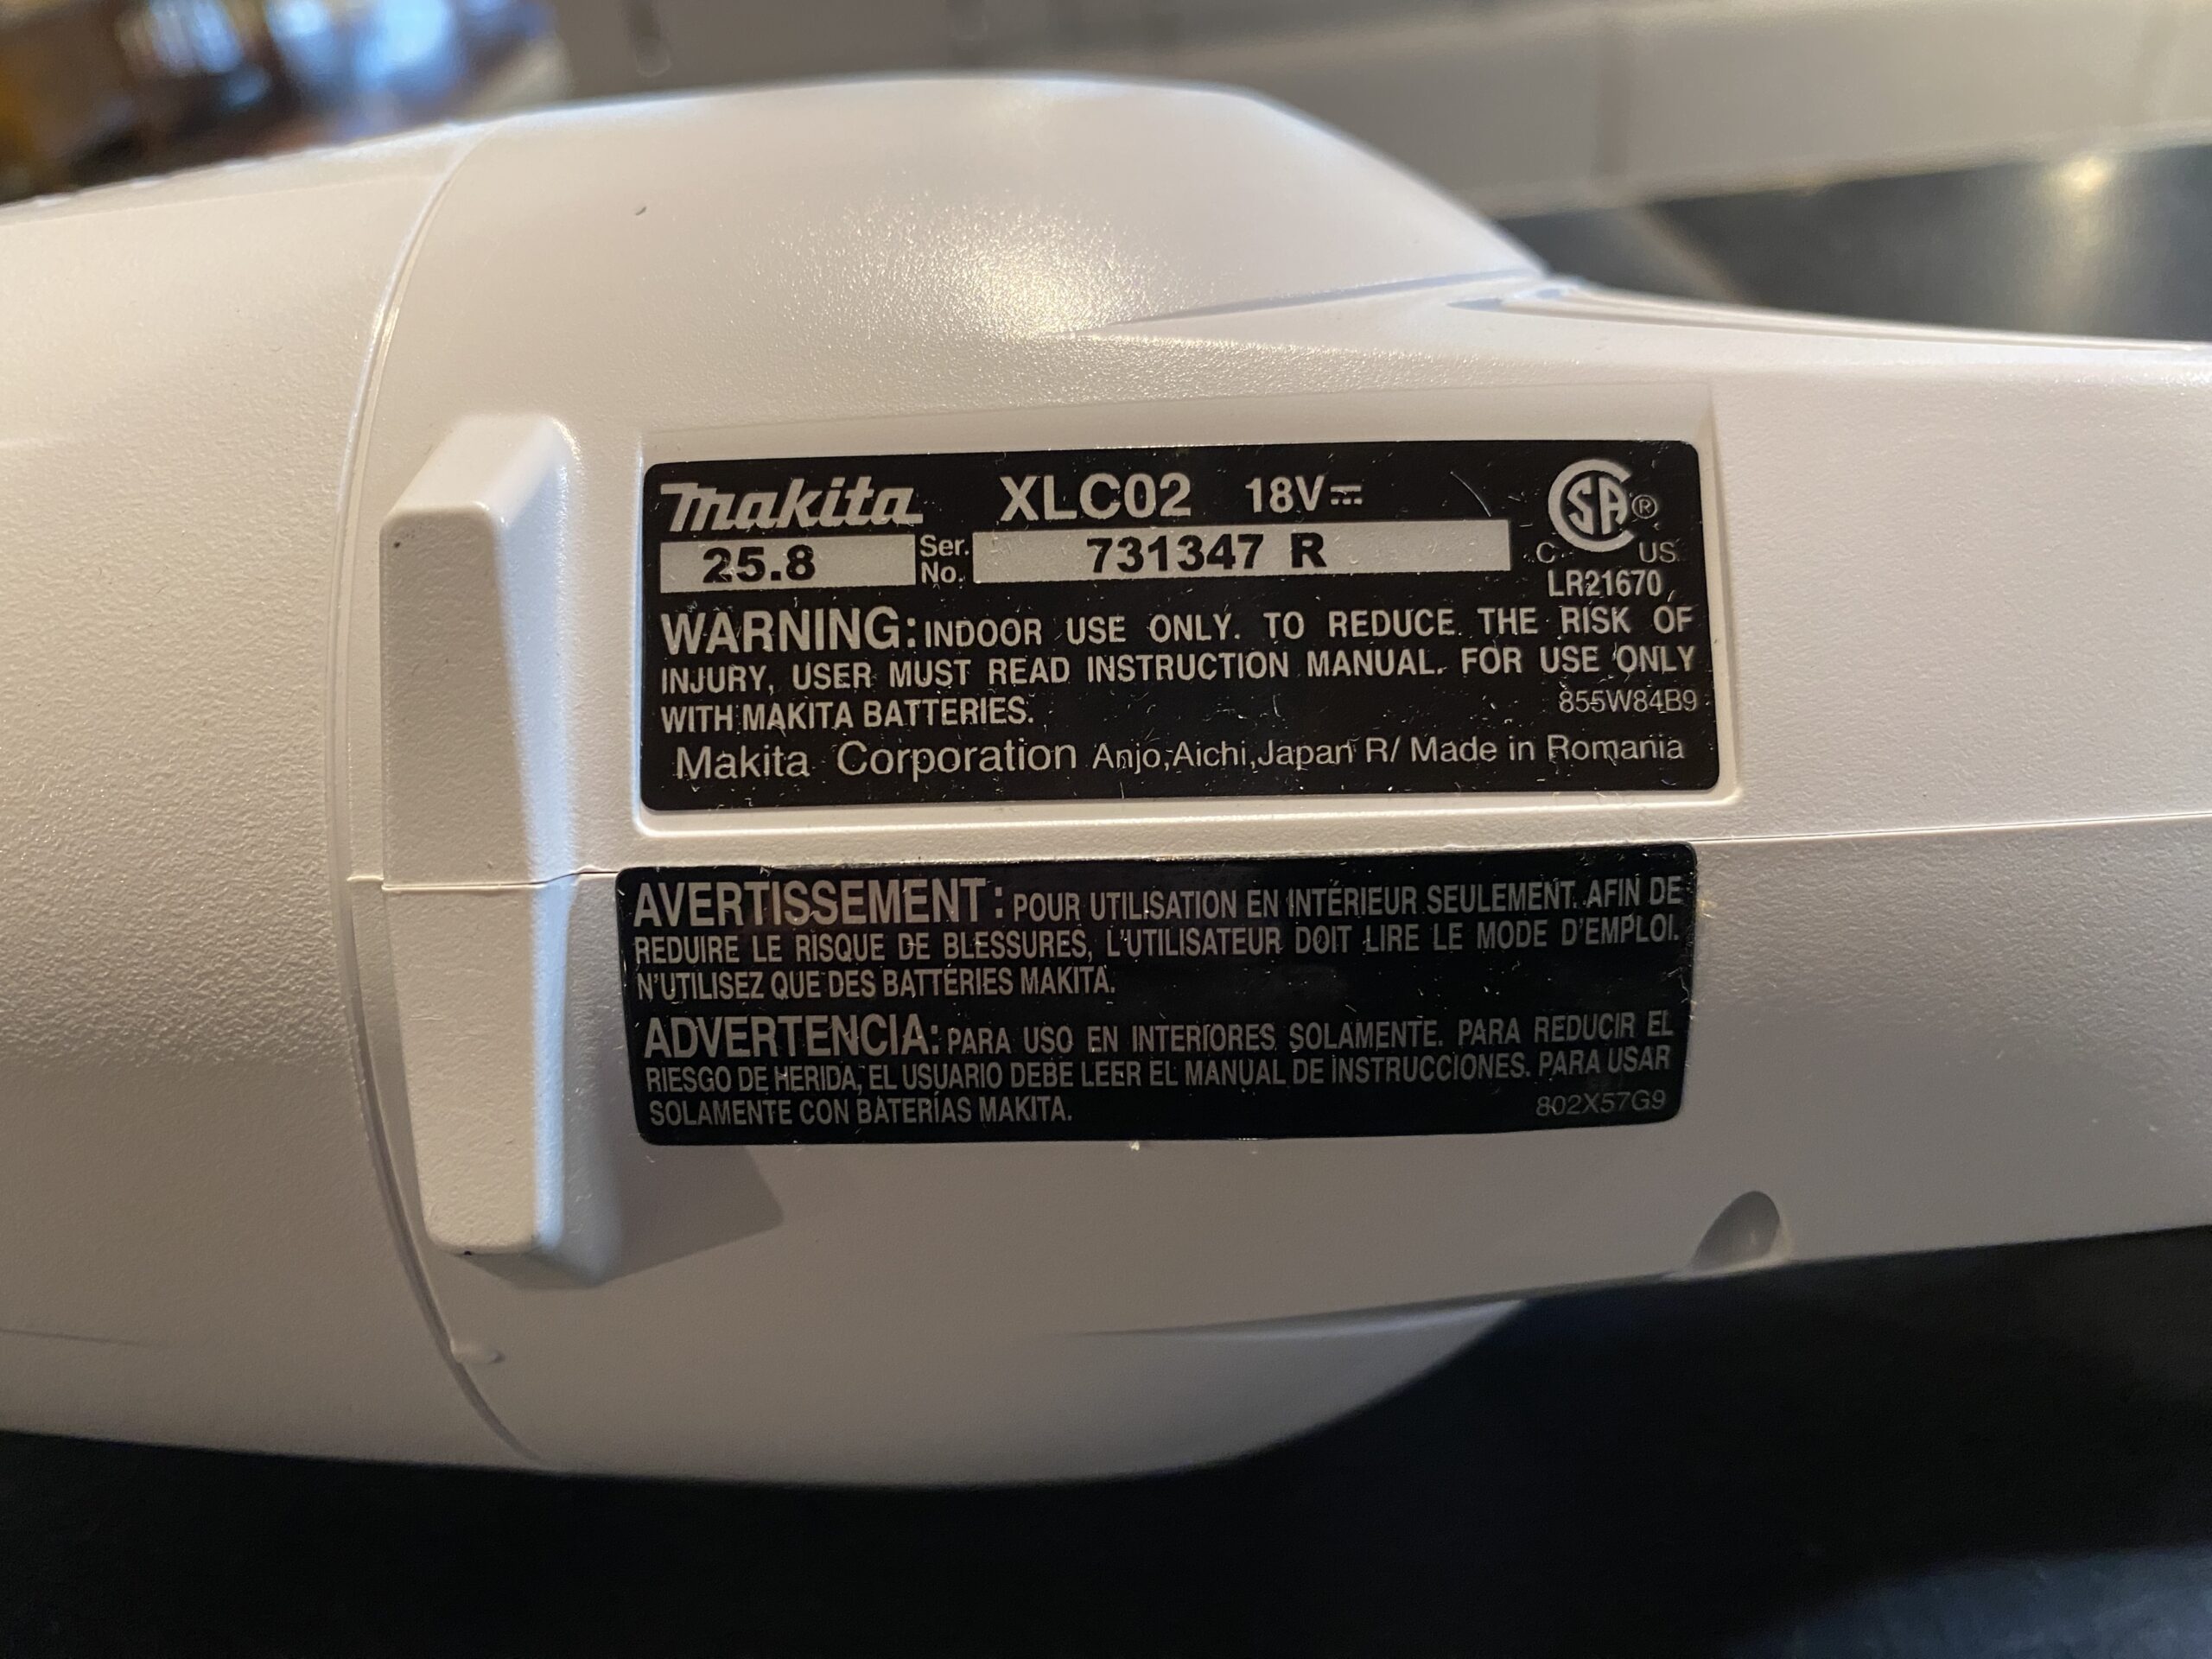 makita XLC02 18V⎓
25.8 Ser. No. 731347 R
CSA® C US
LR21670
WARNING: INDOOR USE ONLY. TO REDUCE THE RISK OF
INJURY, USER MUST READ INSTRUCTION MANUAL. FOR USE ONLY
WITH MAKITA BATTERIES.
855W84B9
Makita Corporation Anjo,Aichi,Japan R/ Made in Romania
AVERTISSEMENT: POUR UTILISATION EN INTÉRIEUR SEULEMENT. AFIN DE
REDUIRE LE RISQUE DE BLESSURES, L'UTILISATEUR DOIT LIRE LE MODE D'EMPLOI.
N'UTILISEZ QUE DES BATTERIES MAKITA.
ADVERTENCIA: PARA USO EN INTERIORES SOLAMENTE. PARA REDUCIR EL
RIESGO DE HERIDA, EL USUARIO DEBE LEER EL MANUAL DE INSTRUCCIONES. PARA USAR
SOLAMENTE CON BATERÍAS MAKITA.
802X57G9